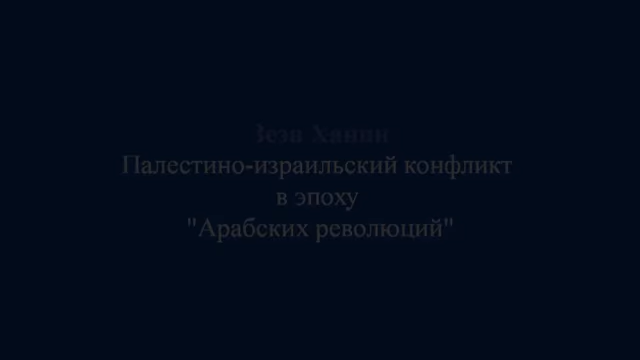 Зеэв Ханин
Палестино-израильский конфликт
в эпоху
"Арабских революций"